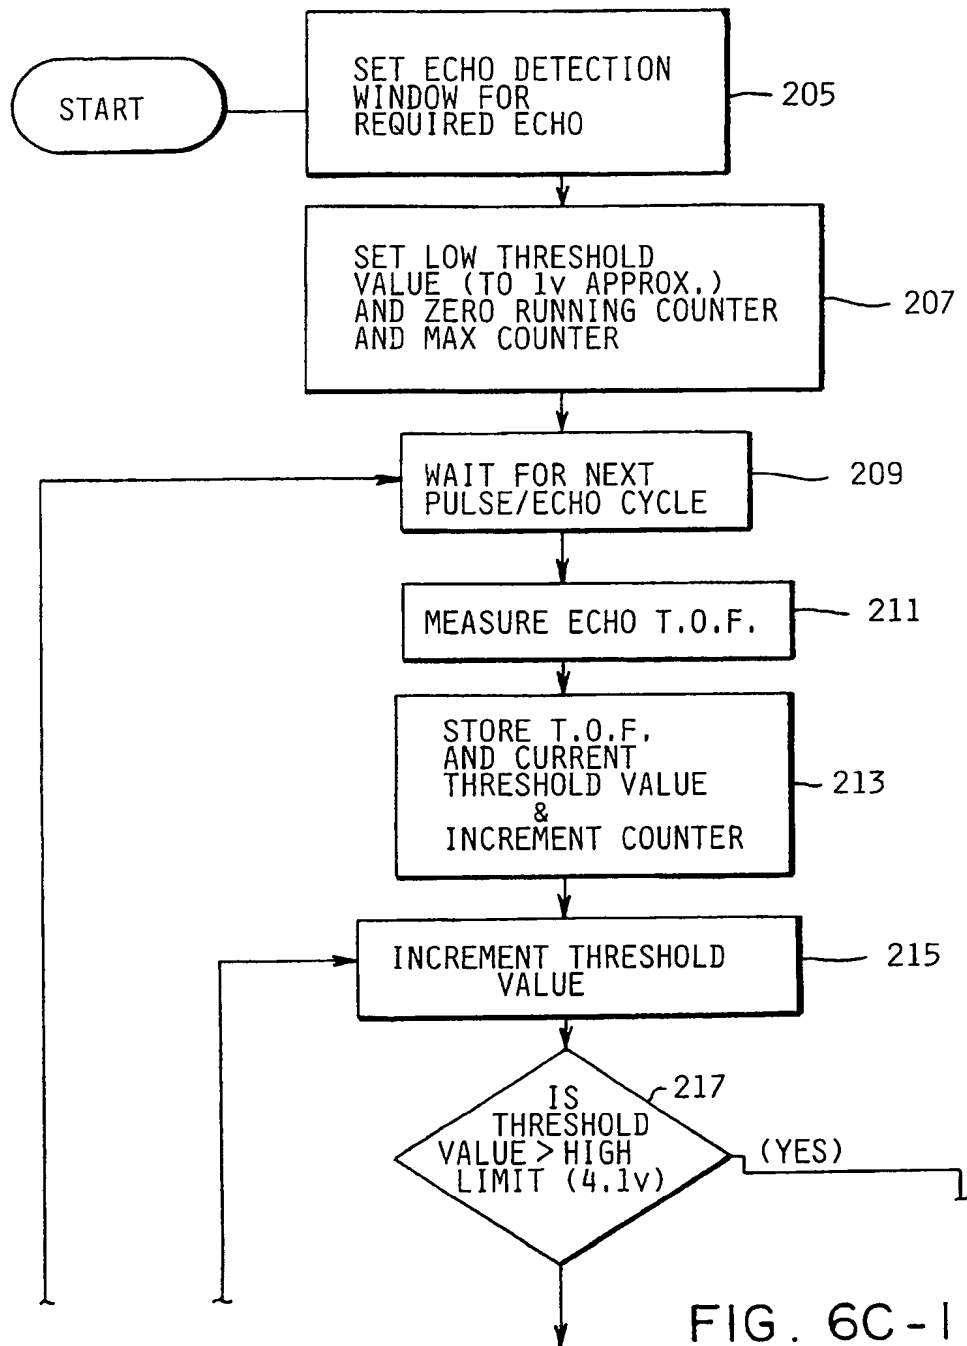 START
SET ECHO DETECTION
WINDOW FOR
REQUIRED ECHO
205
SET LOW THRESHOLD
VALUE (TO 1v APPROX.)
AND ZERO RUNNING COUNTER
AND MAX COUNTER
207
WAIT FOR NEXT
PULSE/ECHO CYCLE
209
MEASURE ECHO T.O.F.
211
STORE T.O.F.
AND CURRENT
THRESHOLD VALUE
&
INCREMENT COUNTER
213
INCREMENT THRESHOLD
VALUE
215
IS
THRESHOLD
VALUE > HIGH
LIMIT (4.1v)
217
(YES)
FIG. 6C-1